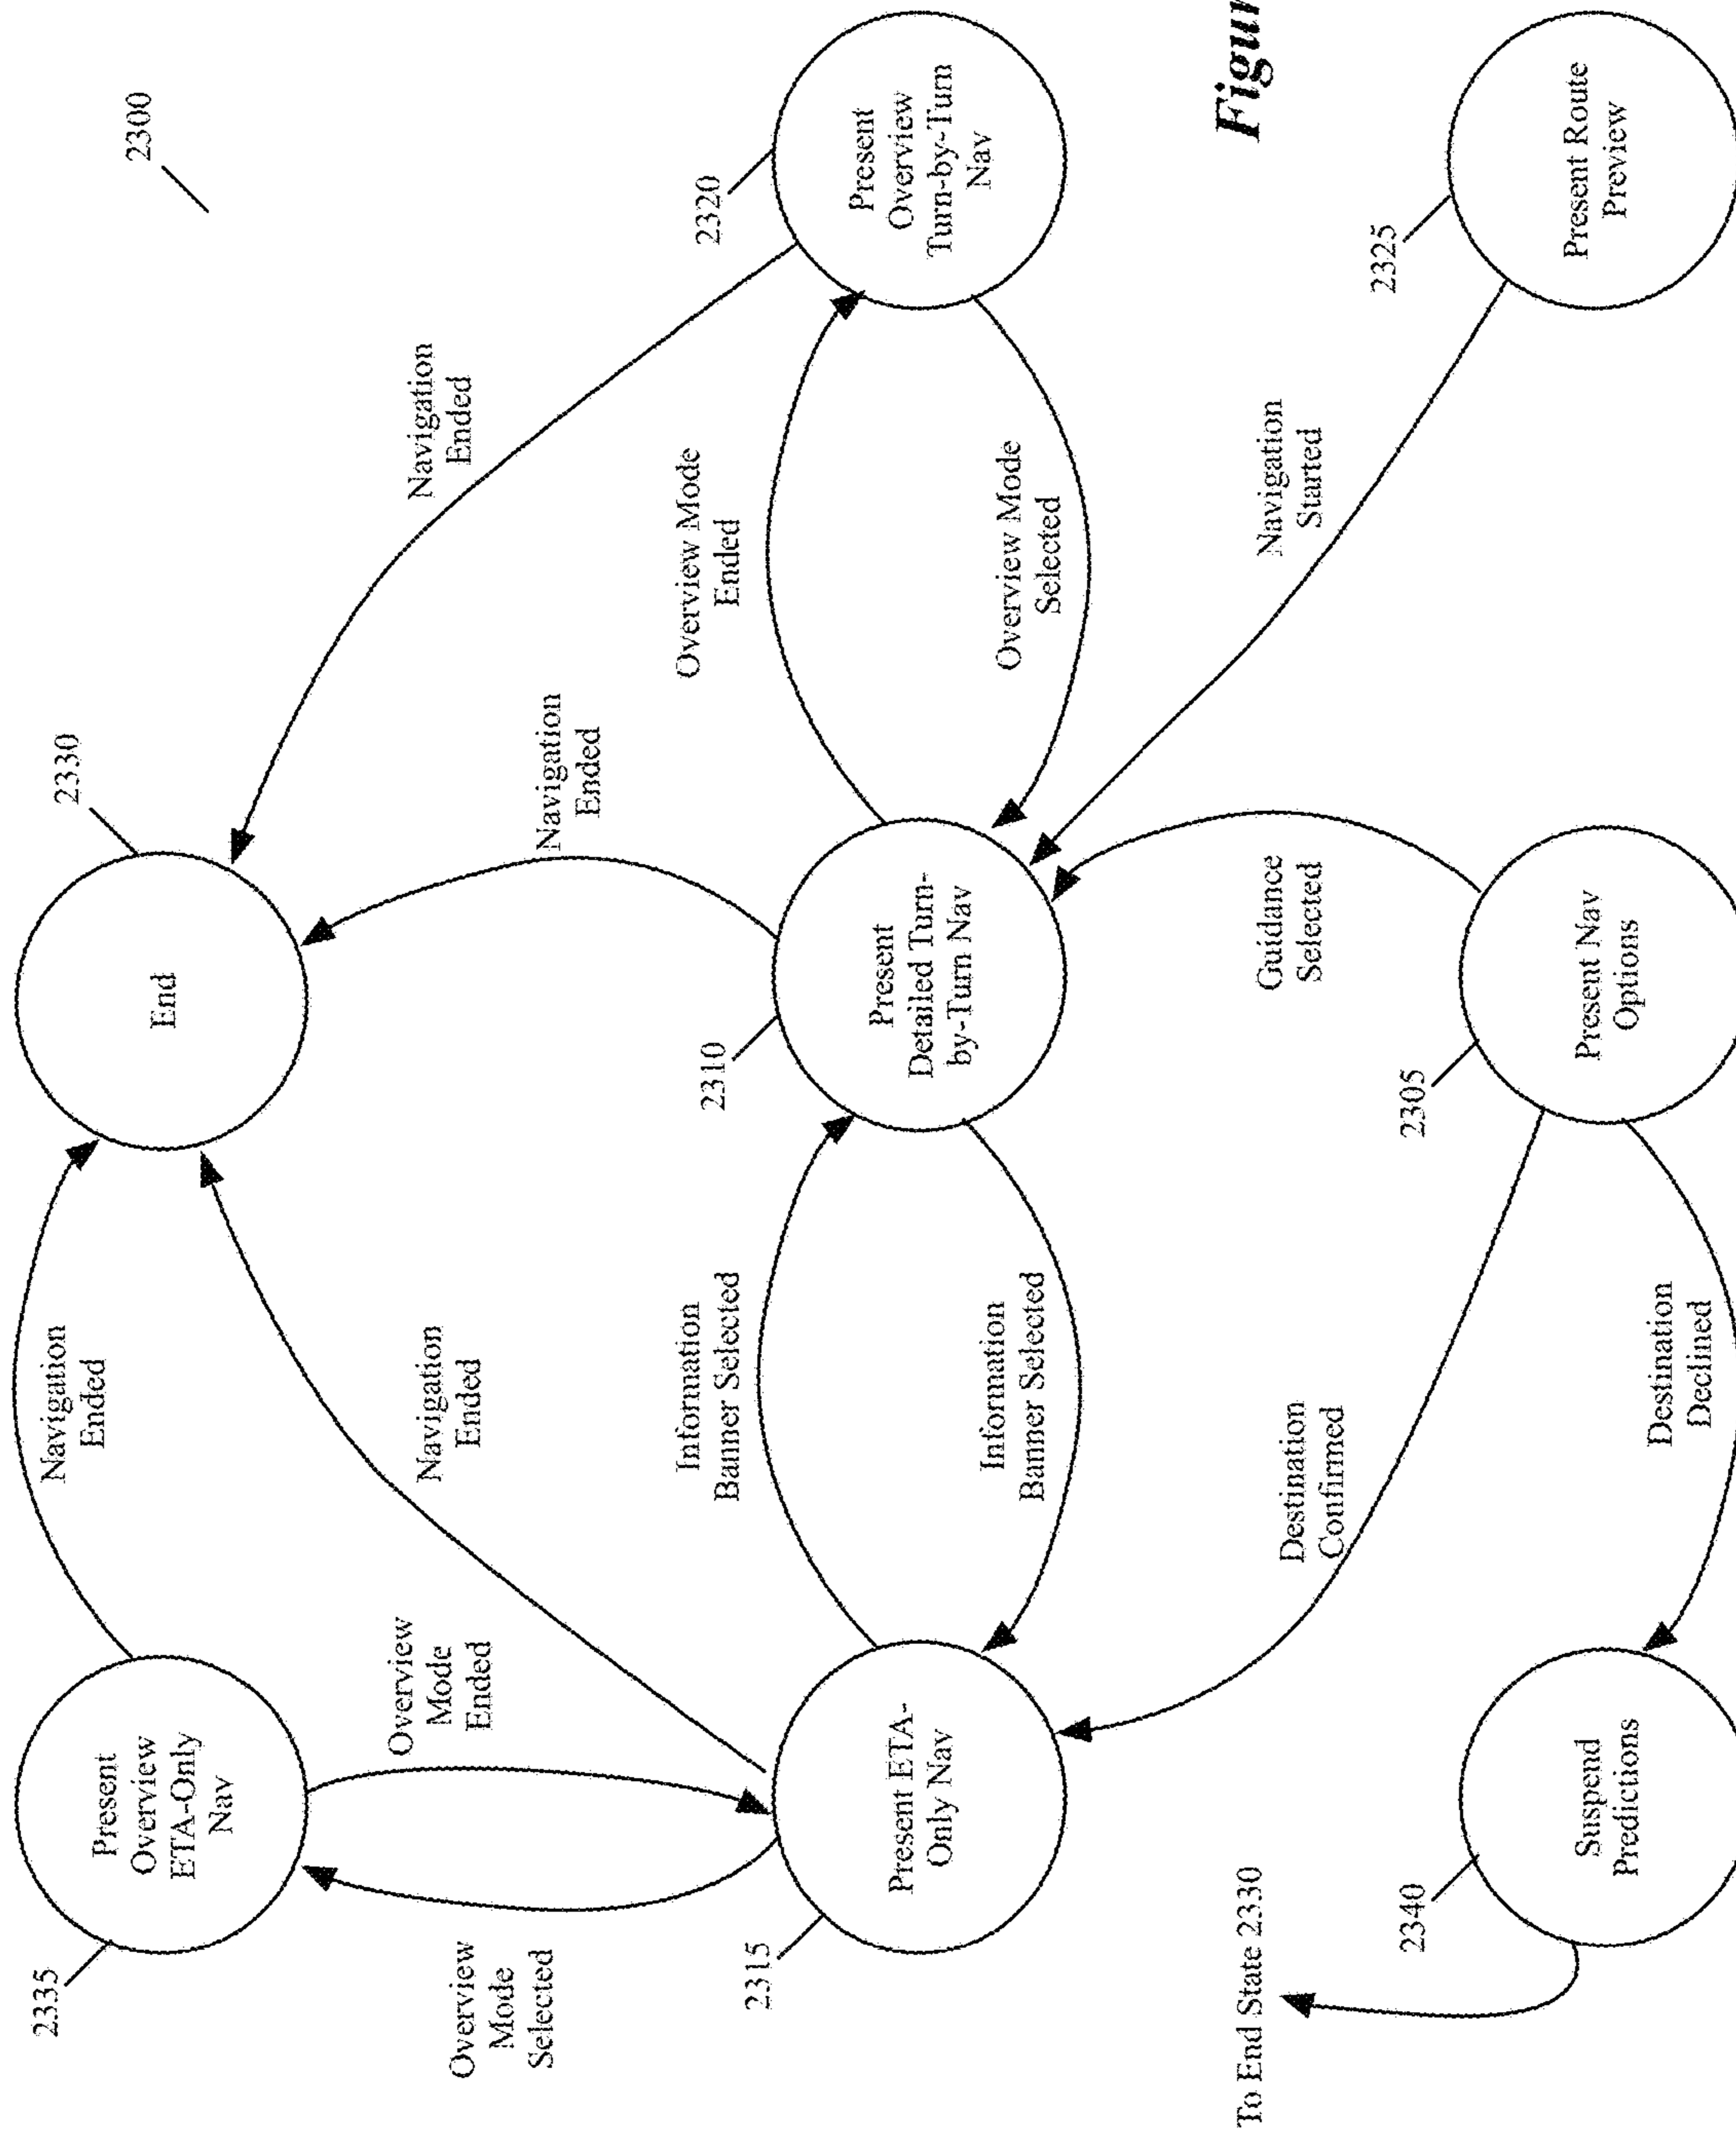 2300
2335
Present
Overview
ETA-Only
Nav
Navigation
Ended
End
2330
Overview
Mode
Selected
Overview
Mode
Ended
Navigation
Ended
Navigation
Ended
Navigation
Ended
2315
Present ETA-
Only Nav
Information
Banner Selected
Information
Banner Selected
2310
Present
Detailed Turn-
by-Turn Nav
Overview Mode
Ended
Overview Mode
Selected
2320
Present
Overview
Turn-by-Turn
Nav
To End State 2330
Destination
Confirmed
Guidance
Selected
Navigation
Started
Figur
2340
Suspend
Predictions
Destination
Declined
2305
Present Nav
Options
2325
Present Route
Preview